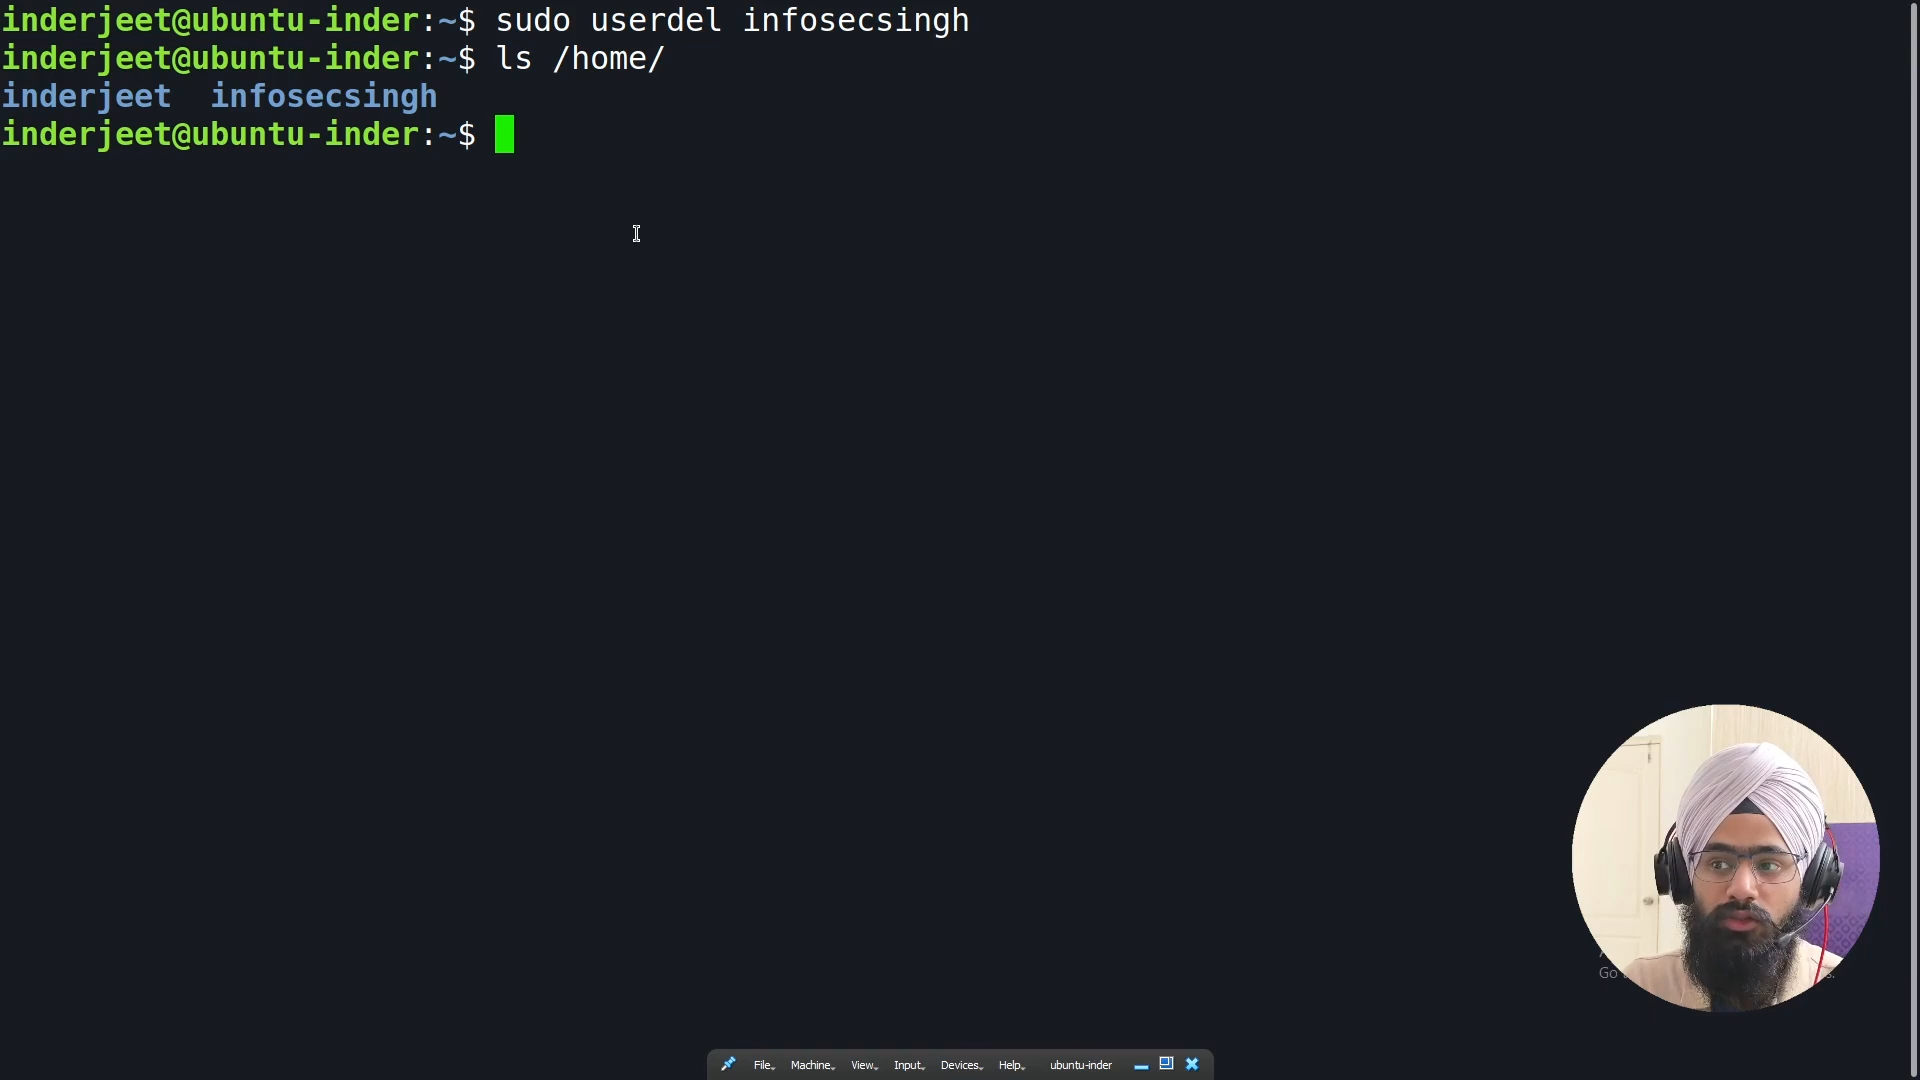 inderjeet@ubuntu-inder:~$ sudo userdel infosecsingh
inderjeet@ubuntu-inder:~$ ls /home/
inderjeet  infosecsingh
inderjeet@ubuntu-inder:~$
Go
File Machine View Input Devices Help ubuntu-inder